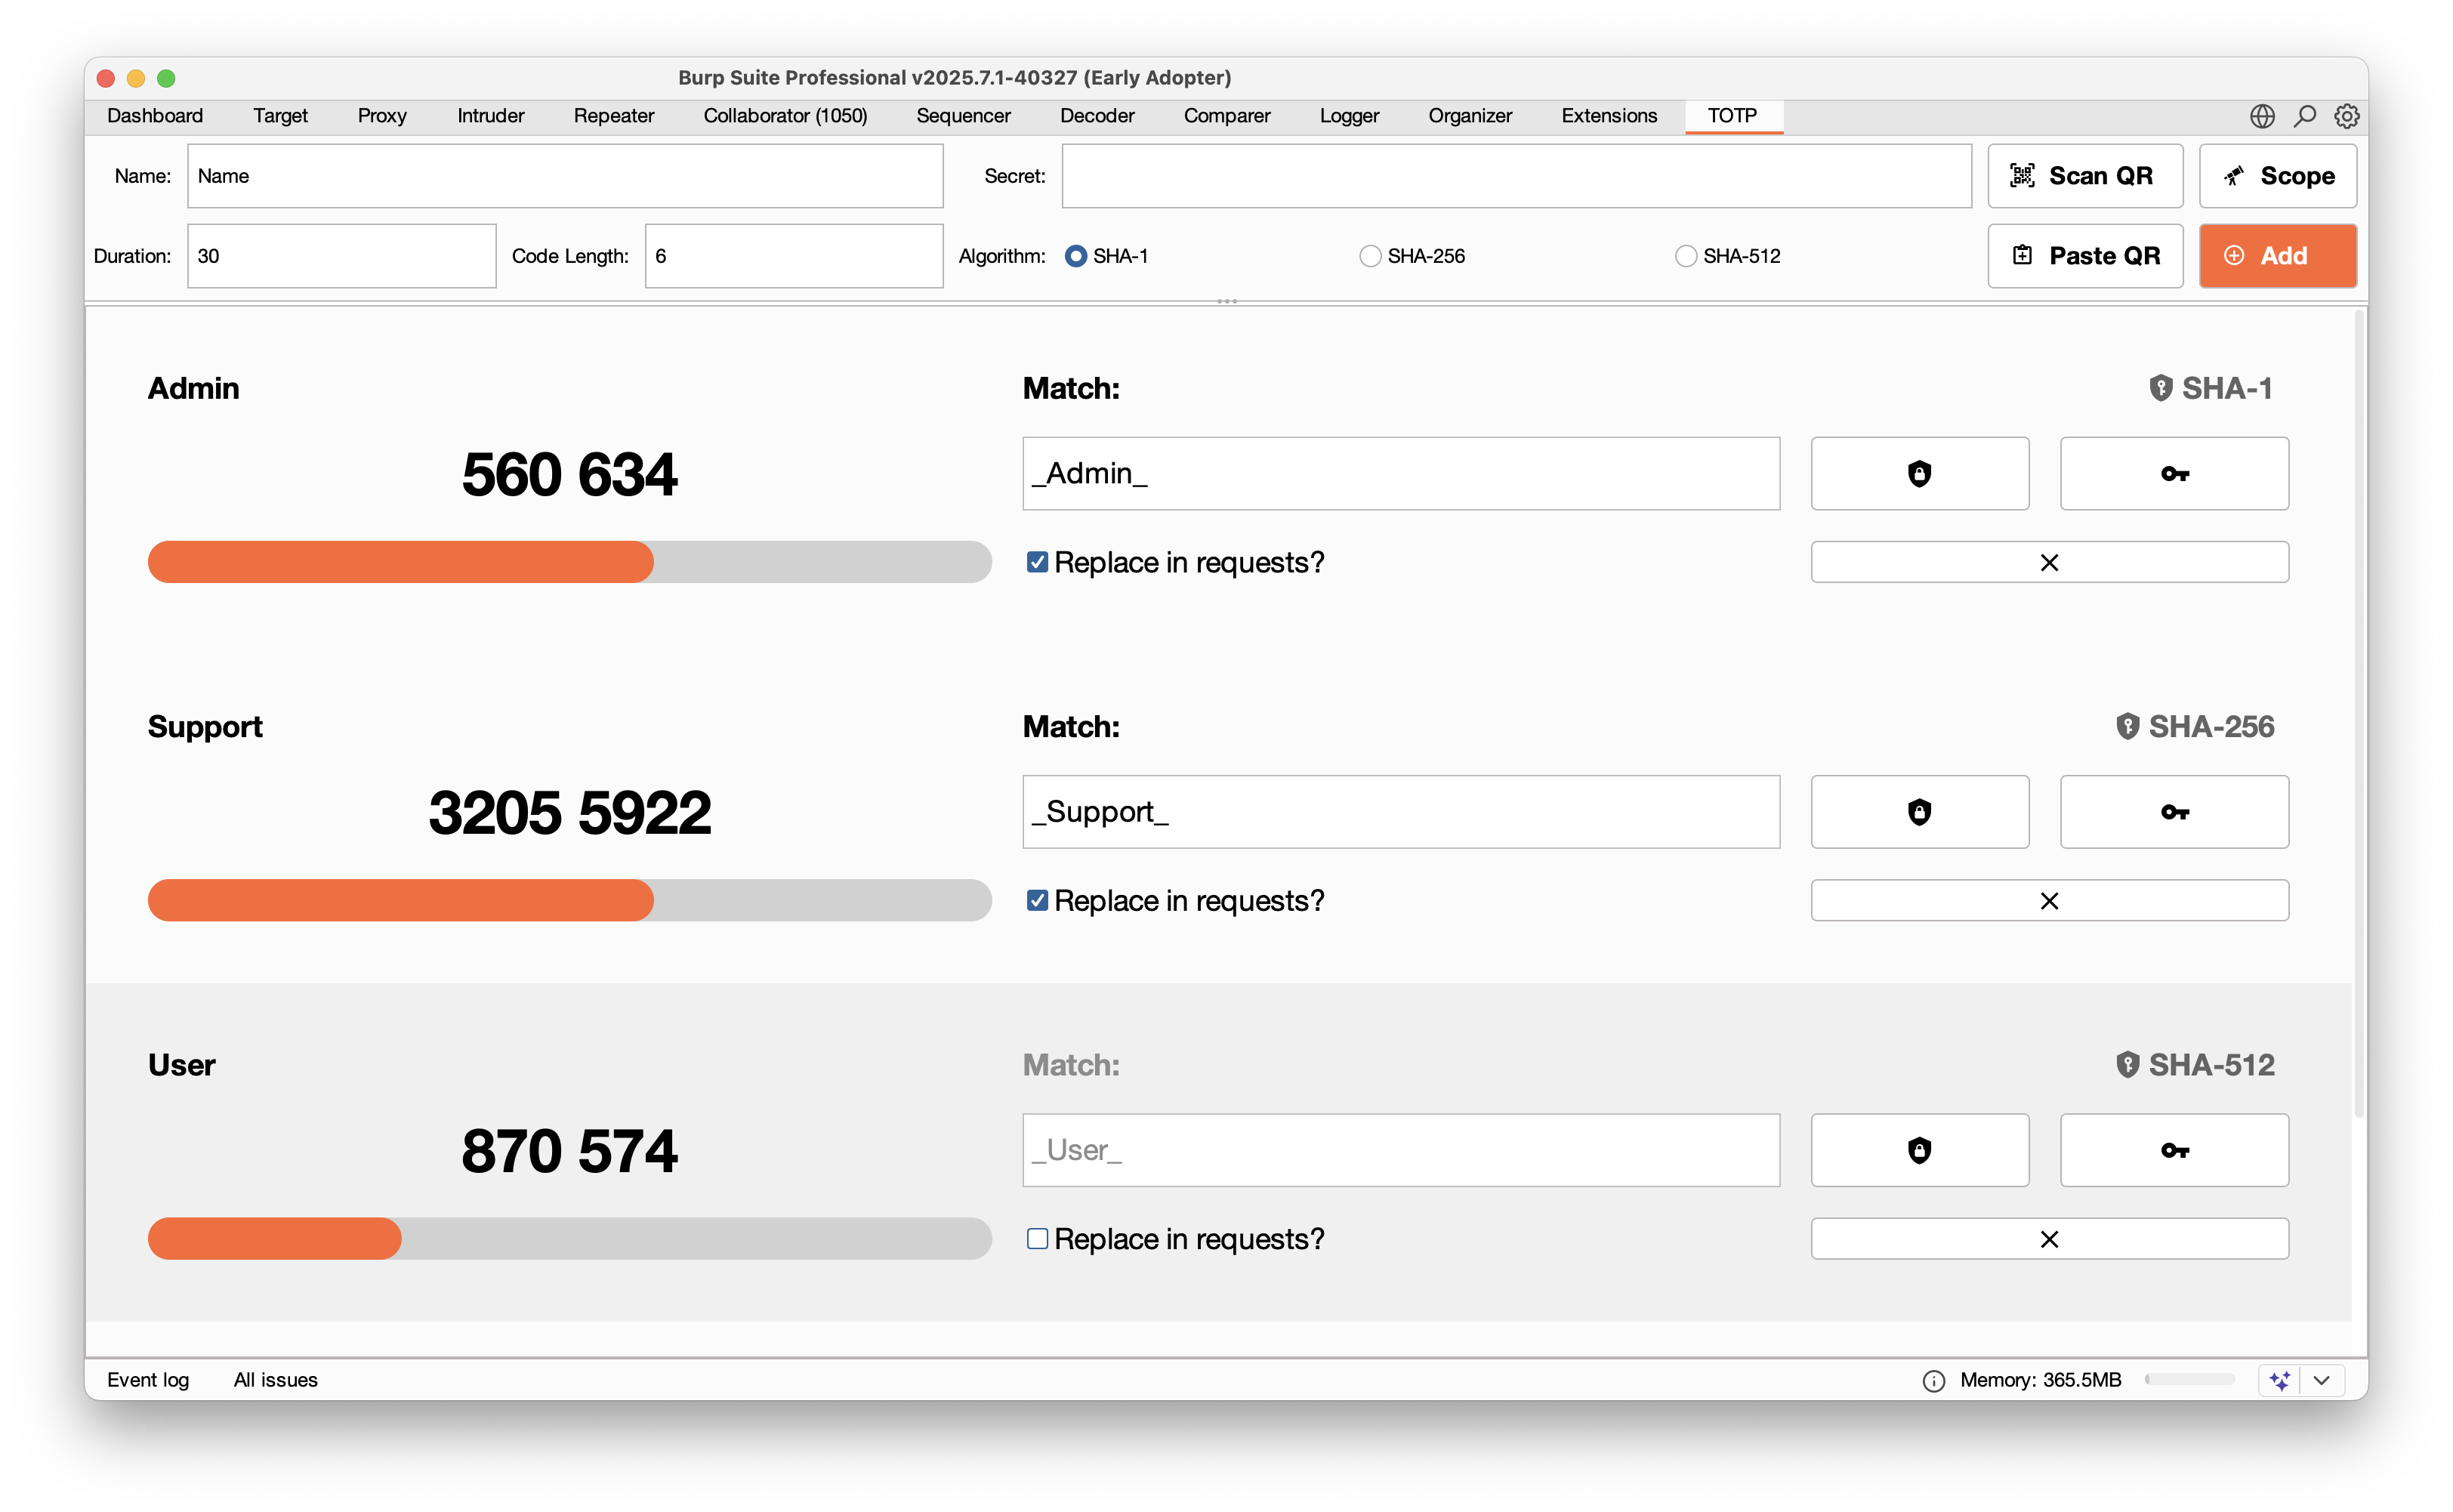 Burp Suite Professional v2025.7.1-40327 (Early Adopter)
Dashboard Target Proxy Intruder Repeater Collaborator (1050) Sequencer Decoder Comparer Logger Organizer Extensions TOTP
Name: Name Secret: Scan QR Scope
Duration: 30 Code Length: 6 Algorithm: SHA-1 SHA-256 SHA-512 Paste QR Add
Admin Match: SHA-1
560 634 _Admin_
Replace in requests?
Support Match: SHA-256
3205 5922 _Support_
Replace in requests?
User Match: SHA-512
870 574 _User_
Replace in requests?
Event log All issues Memory: 365.5MB